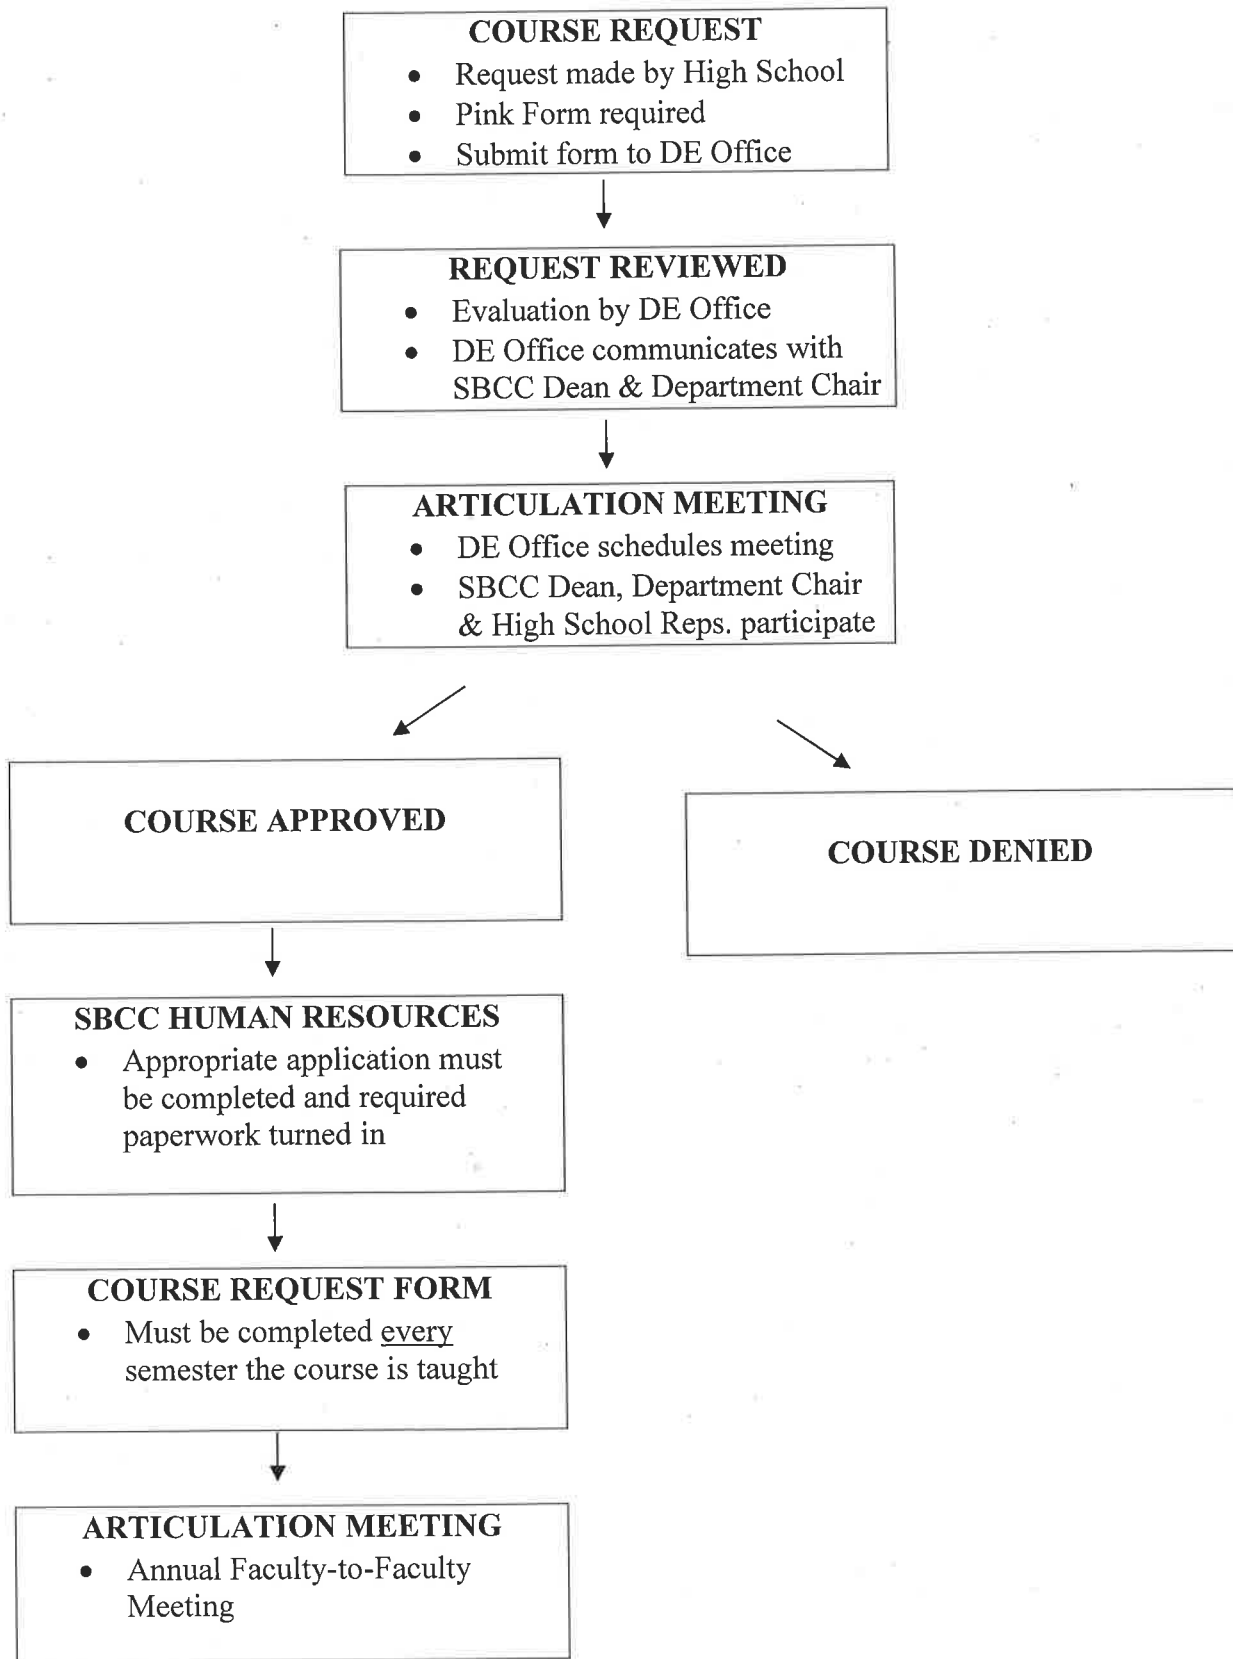 COURSE REQUEST
• Request made by High School
• Pink Form required
• Submit form to DE Office
REQUEST REVIEWED
• Evaluation by DE Office
• DE Office communicates with
SBCC Dean & Department Chair
ARTICULATION MEETING
• DE Office schedules meeting
• SBCC Dean, Department Chair
& High School Reps. participate
COURSE APPROVED
COURSE DENIED
SBCC HUMAN RESOURCES
• Appropriate application must
be completed and required
paperwork turned in
COURSE REQUEST FORM
• Must be completed every
semester the course is taught
ARTICULATION MEETING
• Annual Faculty-to-Faculty
Meeting